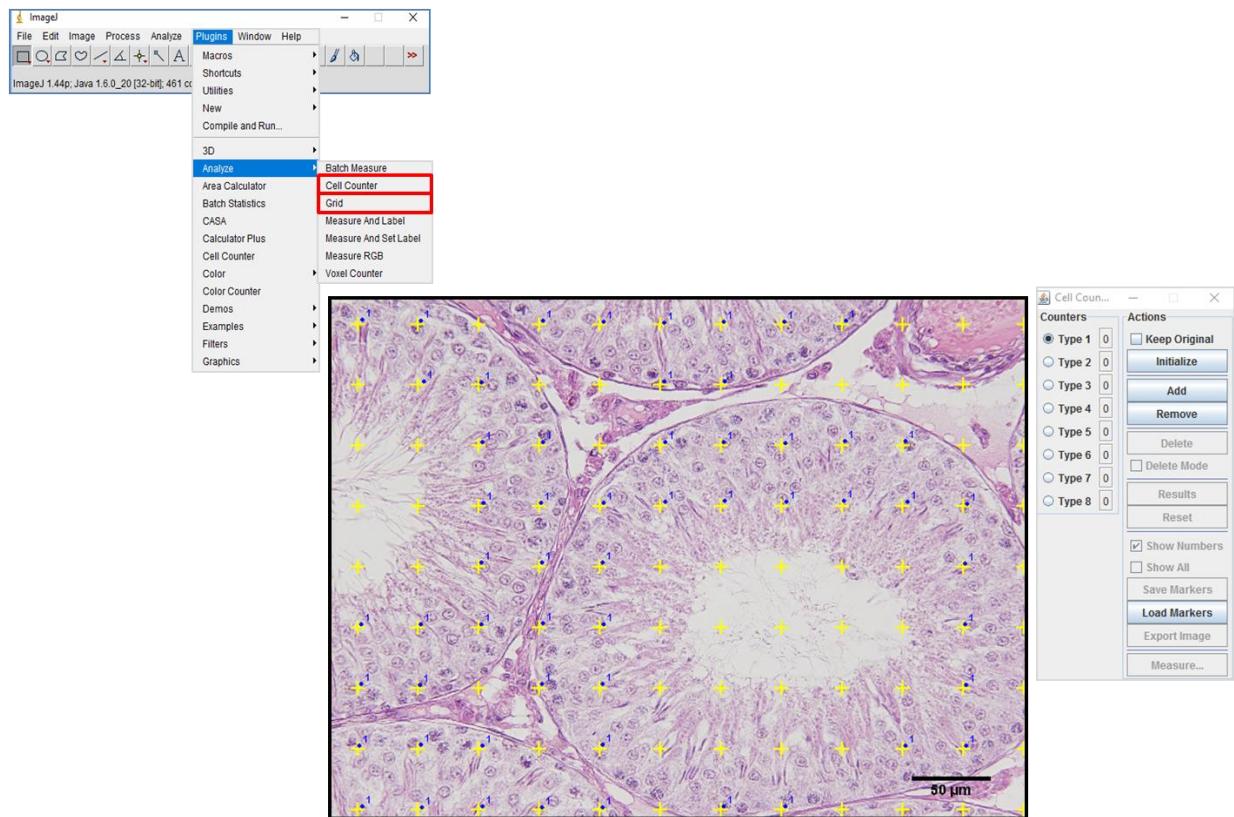 ImageJ
File Edit Image Process Analyze Plugins Window Help
A
>>
ImageJ 1.44p; Java 1.6.0_20 [32-bit]; 461 cc
Macros
Shortcuts
Utilities
New
Compile and Run...
3D
Analyze
Area Calculator
Batch Statistics
CASA
Calculator Plus
Cell Counter
Color
Color Counter
Demos
Examples
Filters
Graphics
Batch Measure
Cell Counter
Grid
Measure And Label
Measure And Set Label
Measure RGB
Voxel Counter
50 µm
Cell Coun...
Counters
Type 1 0
Type 2 0
Type 3 0
Type 4 0
Type 5 0
Type 6 0
Type 7 0
Type 8 0
Actions
Keep Original
Initialize
Add
Remove
Delete
Delete Mode
Results
Reset
Show Numbers
Show All
Save Markers
Load Markers
Export Image
Measure...